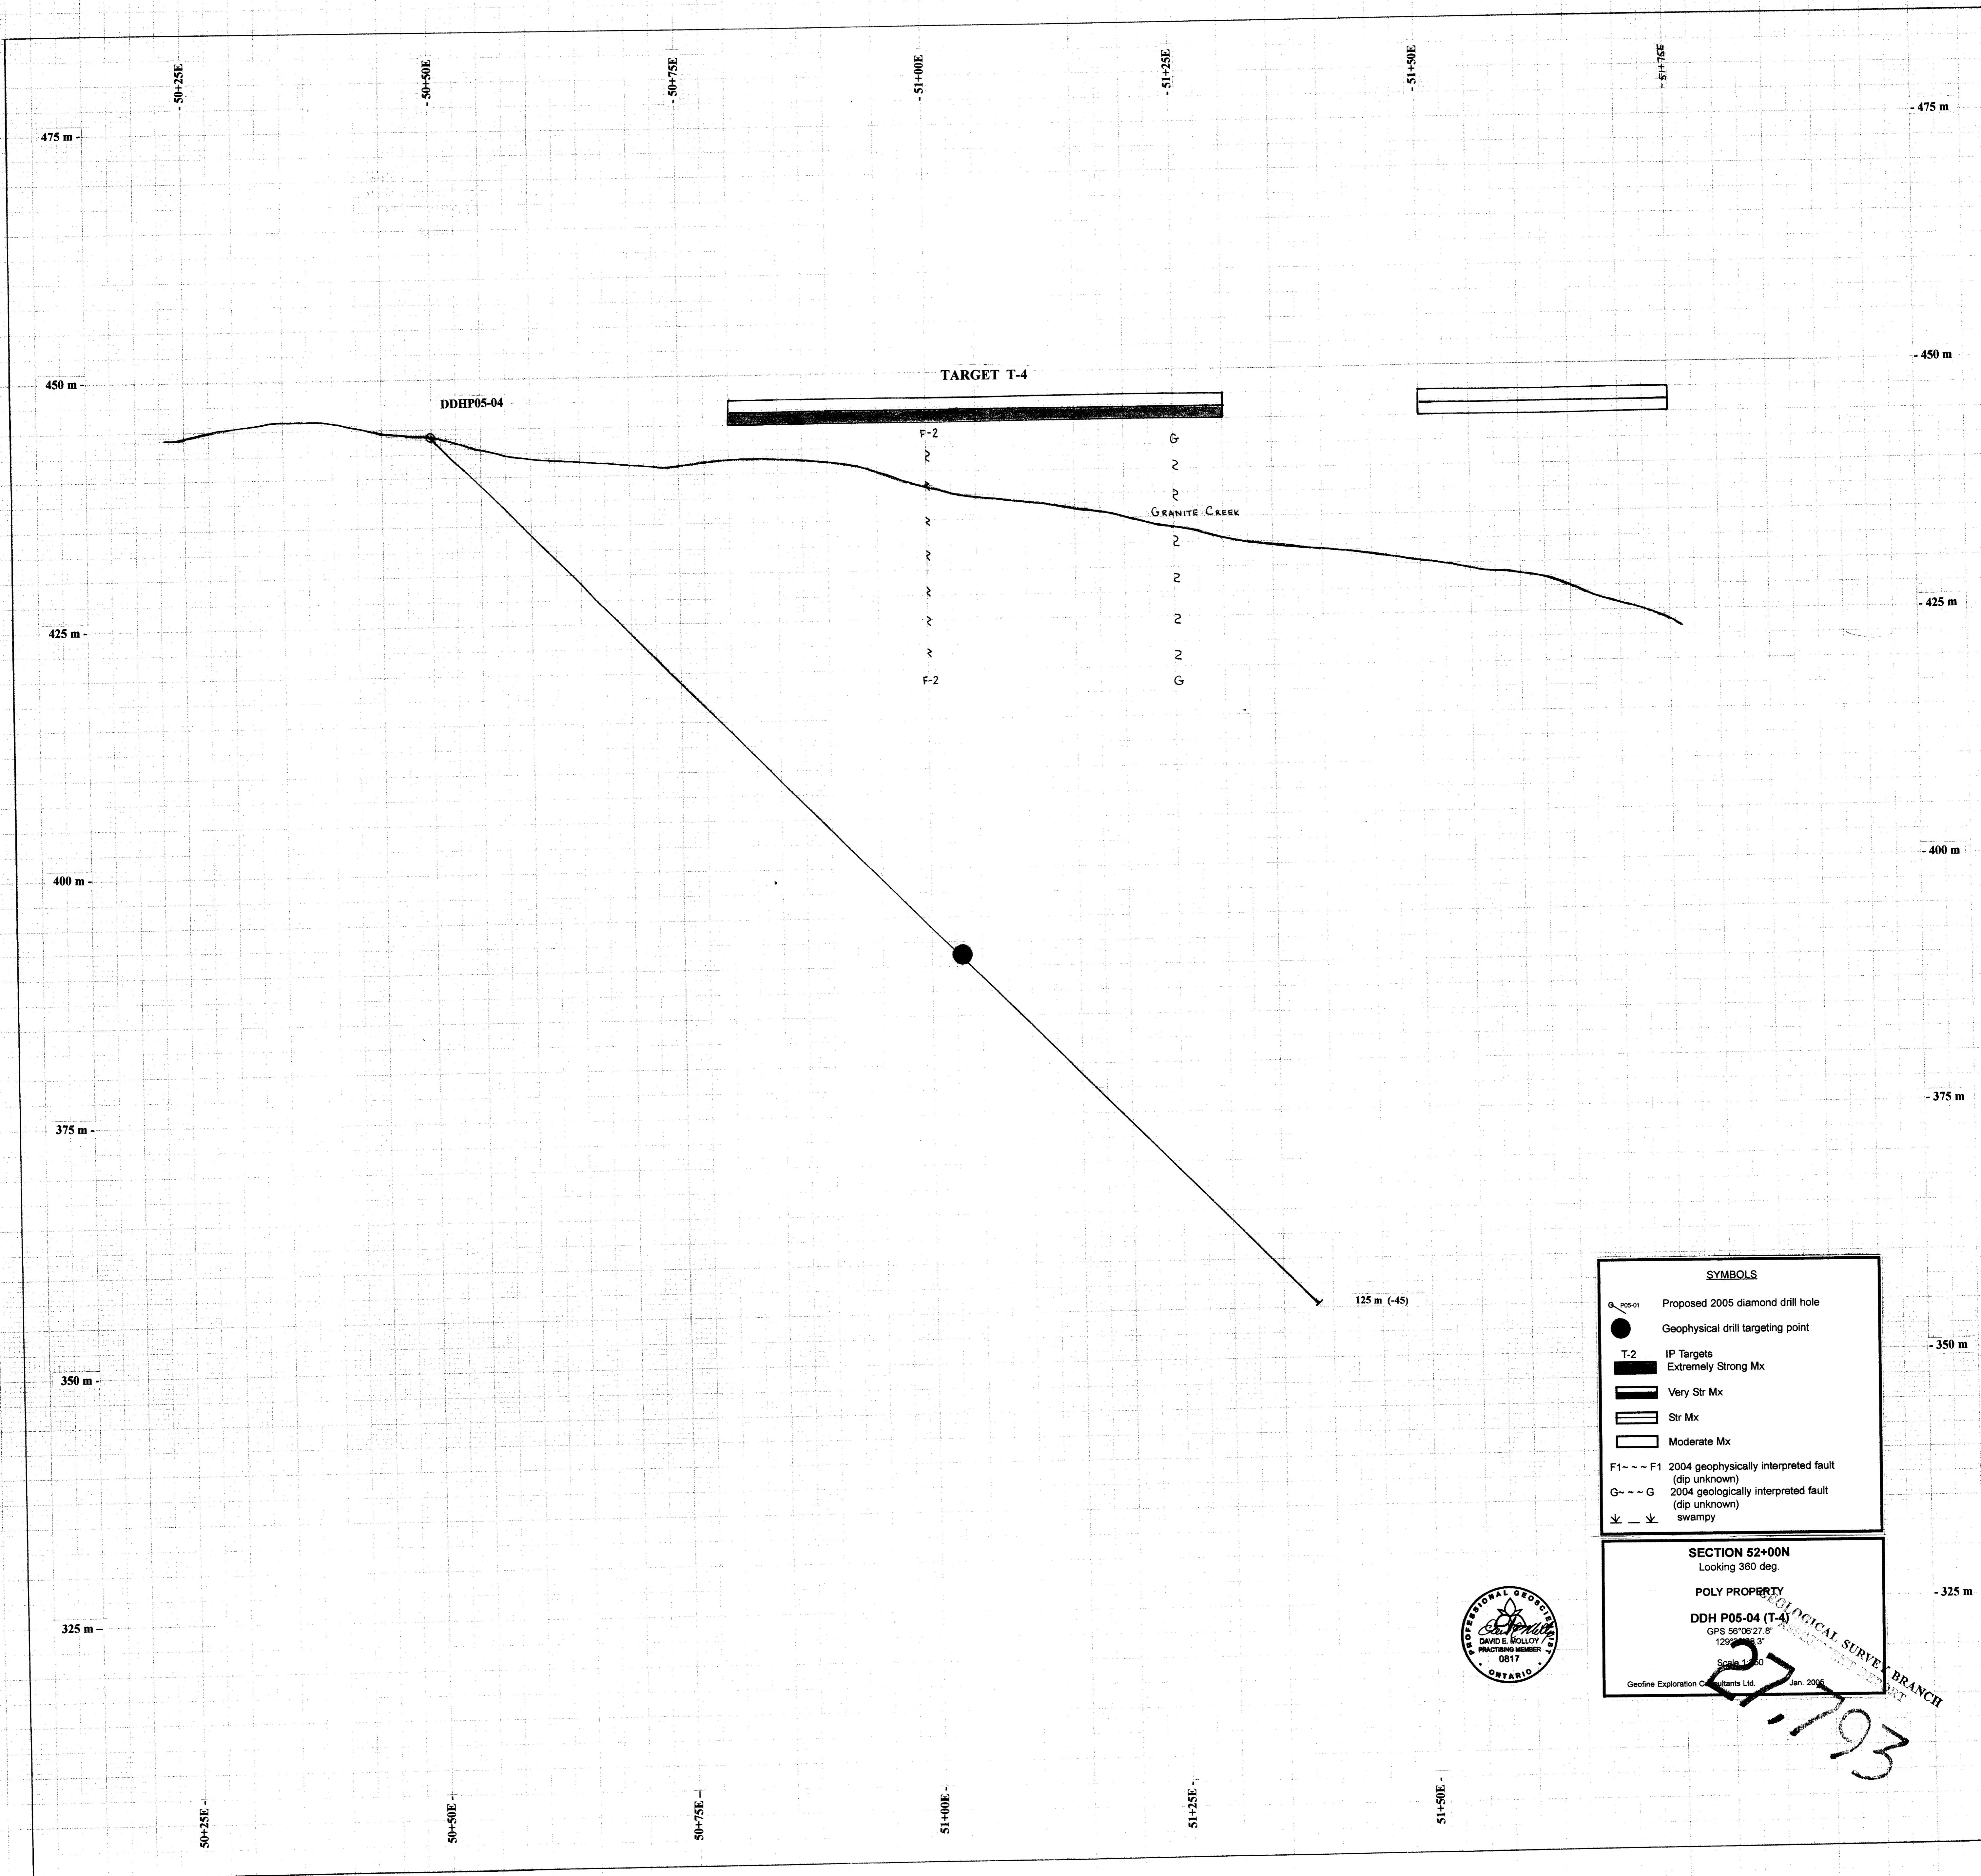 - 50+25E
- 50+50E
- 50+75E
- 51+00E
- 51+25E
- 51+50E
- 51+75E
475 m -
- 475 m
450 m -
- 450 m
TARGET T-4
DDHP05-04
F-2
G
GRANITE CREEK
425 m -
- 425 m
F-2
G
400 m -
- 400 m
375 m -
- 375 m
125 m (-45)
350 m -
- 350 m
325 m -
- 325 m
SYMBOLS
P05-01 Proposed 2005 diamond drill hole
Geophysical drill targeting point
T-2 IP Targets
Extremely Strong Mx
Very Str Mx
Str Mx
Moderate Mx
F1~ ~ ~ F1 2004 geophysically interpreted fault
(dip unknown)
G~ ~ ~ G 2004 geologically interpreted fault
(dip unknown)
swampy
SECTION 52+00N
Looking 360 deg.
POLY PROPERTY
DDH P05-04 (T-4)
GPS 56°06'27.8"
Scale
Geofine Exploration Consultants Ltd. Jan. 2005
GEOLOGICAL SURVEY BRANCH
ASSESSMENT REPORT
27,793
PROFESSIONAL GEOSCIENTIST
DAVID E. MOLLOY
PRACTISING MEMBER
0817
ONTARIO
50+25E -
50+50E -
50+75E -
51+00E -
51+25E -
51+50E -